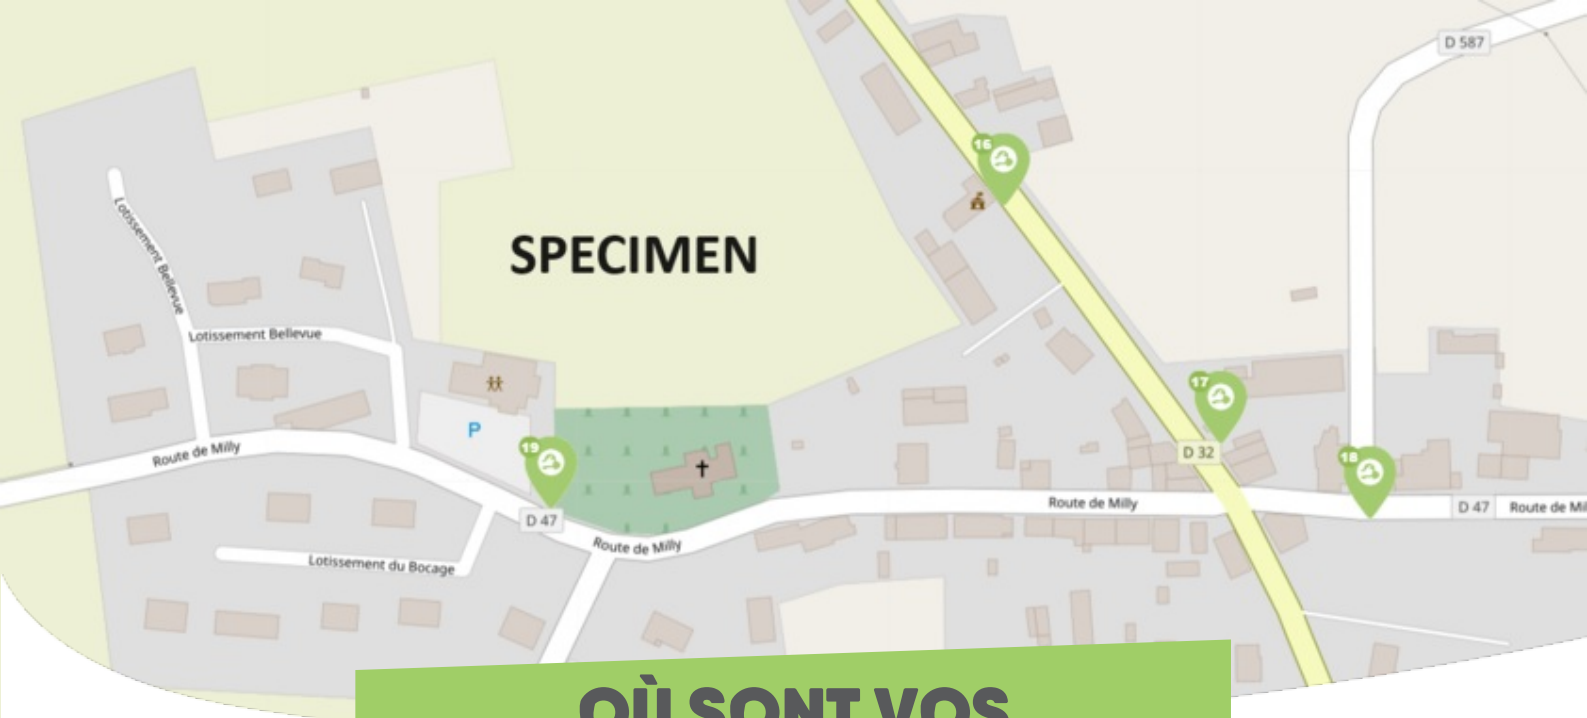 D 587
16
Lotissement Bellevue
SPECIMEN
Lotissement Bellevue
17
P
19
Route de Milly
D 32
18
D 47
Route de Milly
D 47
Route de Mil
Route de Milly
Lotissement du Bocage
OÙ SONT VOS